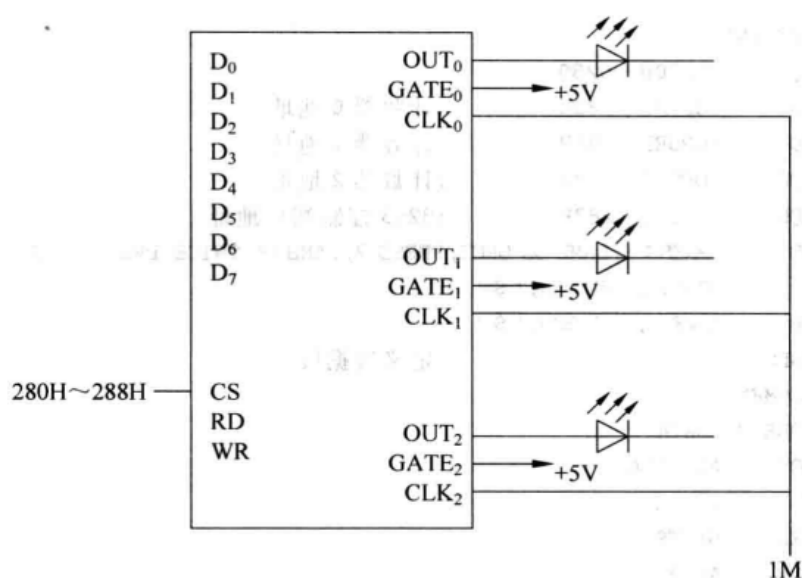 D₀
D₁
D₂
D₃
D₄
D₅
D₆
D₇
280H～288H
CS
RD
WR
OUT₀
GATE₀
+5V
CLK₀
OUT₁
GATE₁
+5V
CLK₁
OUT₂
GATE₂
+5V
CLK₂
1M